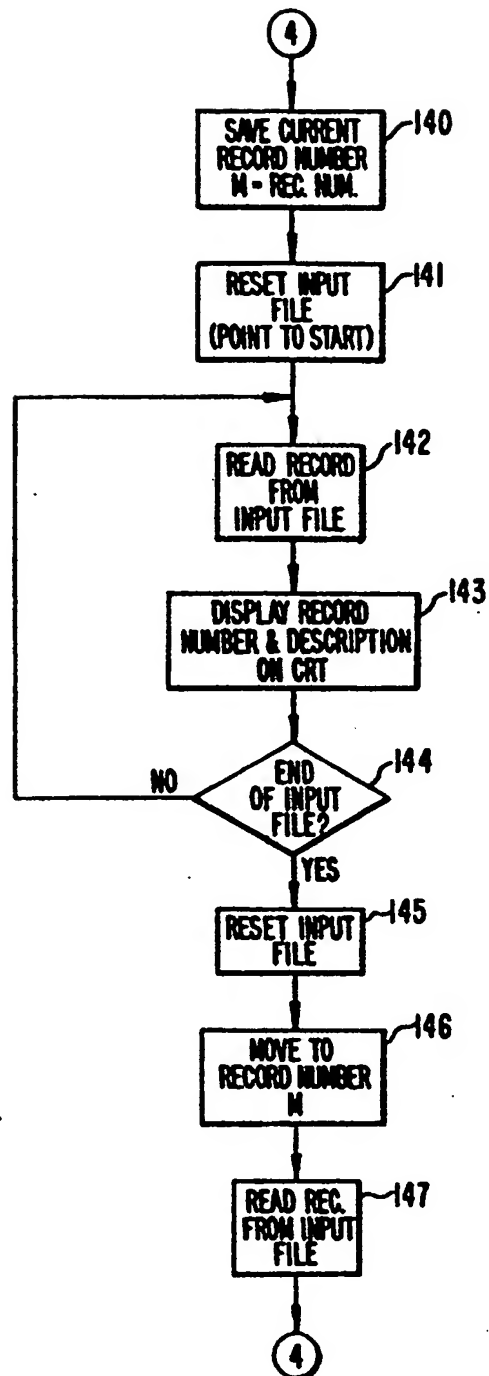 4
SAVE CURRENT
RECORD NUMBER
M = REC. NUM.
140
RESET INPUT
FILE
(POINT TO START)
141
READ RECORD
FROM
INPUT FILE
142
DISPLAY RECORD
NUMBER & DESCRIPTION
ON CRT
143
END
OF INPUT
FILE?
144
NO
YES
RESET INPUT
FILE
145
MOVE TO
RECORD NUMBER
M
146
READ REC.
FROM INPUT
FILE
147
4